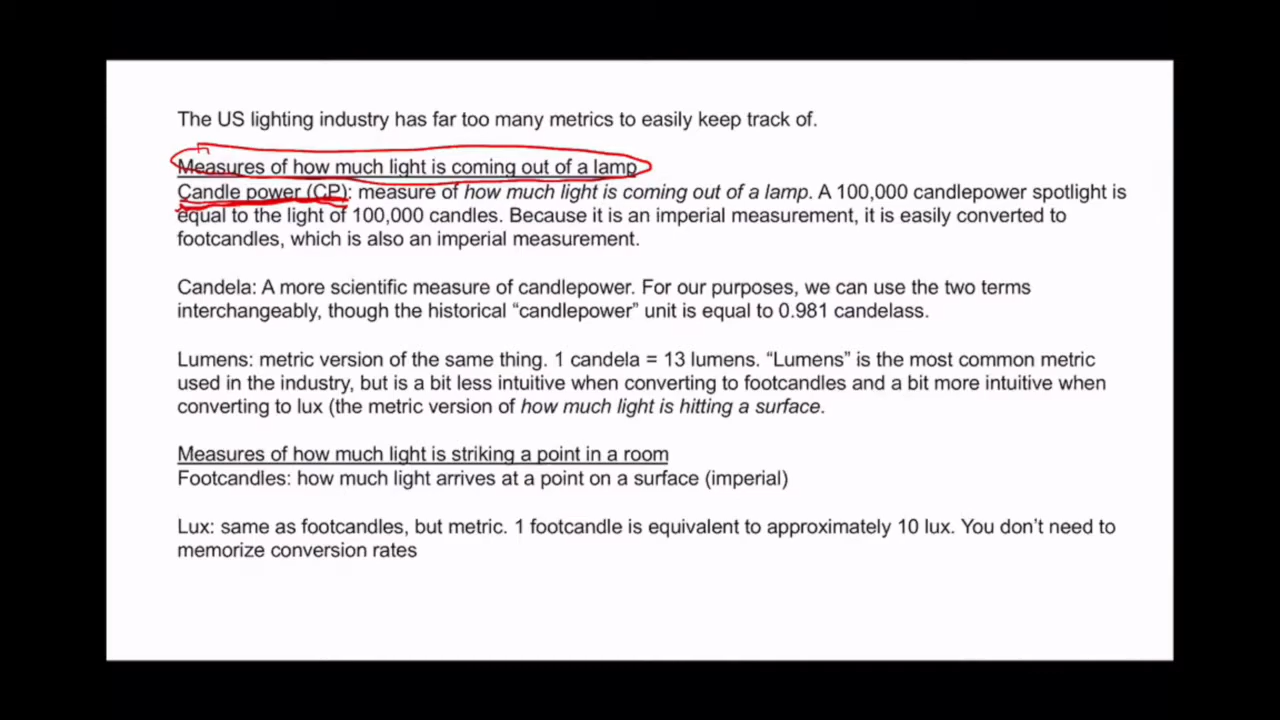 The US lighting industry has far too many metrics to easily keep track of.
Measures of how much light is coming out of a lamp
Candle power (CP): measure of how much light is coming out of a lamp. A 100,000 candlepower spotlight is
equal to the light of 100,000 candles. Because it is an imperial measurement, it is easily converted to
footcandles, which is also an imperial measurement.
Candela: A more scientific measure of candlepower. For our purposes, we can use the two terms
interchangeably, though the historical “candlepower” unit is equal to 0.981 candelass.
Lumens: metric version of the same thing. 1 candela = 13 lumens. “Lumens” is the most common metric
used in the industry, but is a bit less intuitive when converting to footcandles and a bit more intuitive when
converting to lux (the metric version of how much light is hitting a surface.
Measures of how much light is striking a point in a room
Footcandles: how much light arrives at a point on a surface (imperial)
Lux: same as footcandles, but metric. 1 footcandle is equivalent to approximately 10 lux. You don’t need to
memorize conversion rates